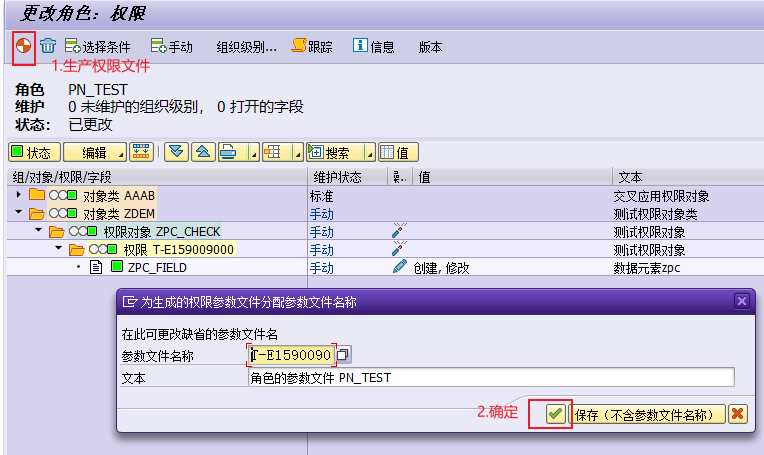 更改角色: 权限
选择条件 手动 组织级别... 跟踪 信息 版本
1.生产权限文件
角色 PN_TEST
维护 0 未维护的组织级别, 0 打开的字段
状态: 已更改
状态 编辑 搜索 值
组/对象/权限/字段 维护状态 值 文本
对象类 AAAB 标准 交叉应用权限对象
对象类 ZDEM 手动 测试权限对象类
权限对象 ZPC_CHECK 手动 测试权限对象
权限 T-E159009000 手动 测试权限对象
ZPC_FIELD 手动 创建, 修改 数据元素zpc
为生成的权限参数文件分配参数文件名称
在此可更改缺省的参数文件名
参数文件名称 T-E1590090
文本 角色的参数文件 PN_TEST
2.确定
保存(不含参数文件名称)